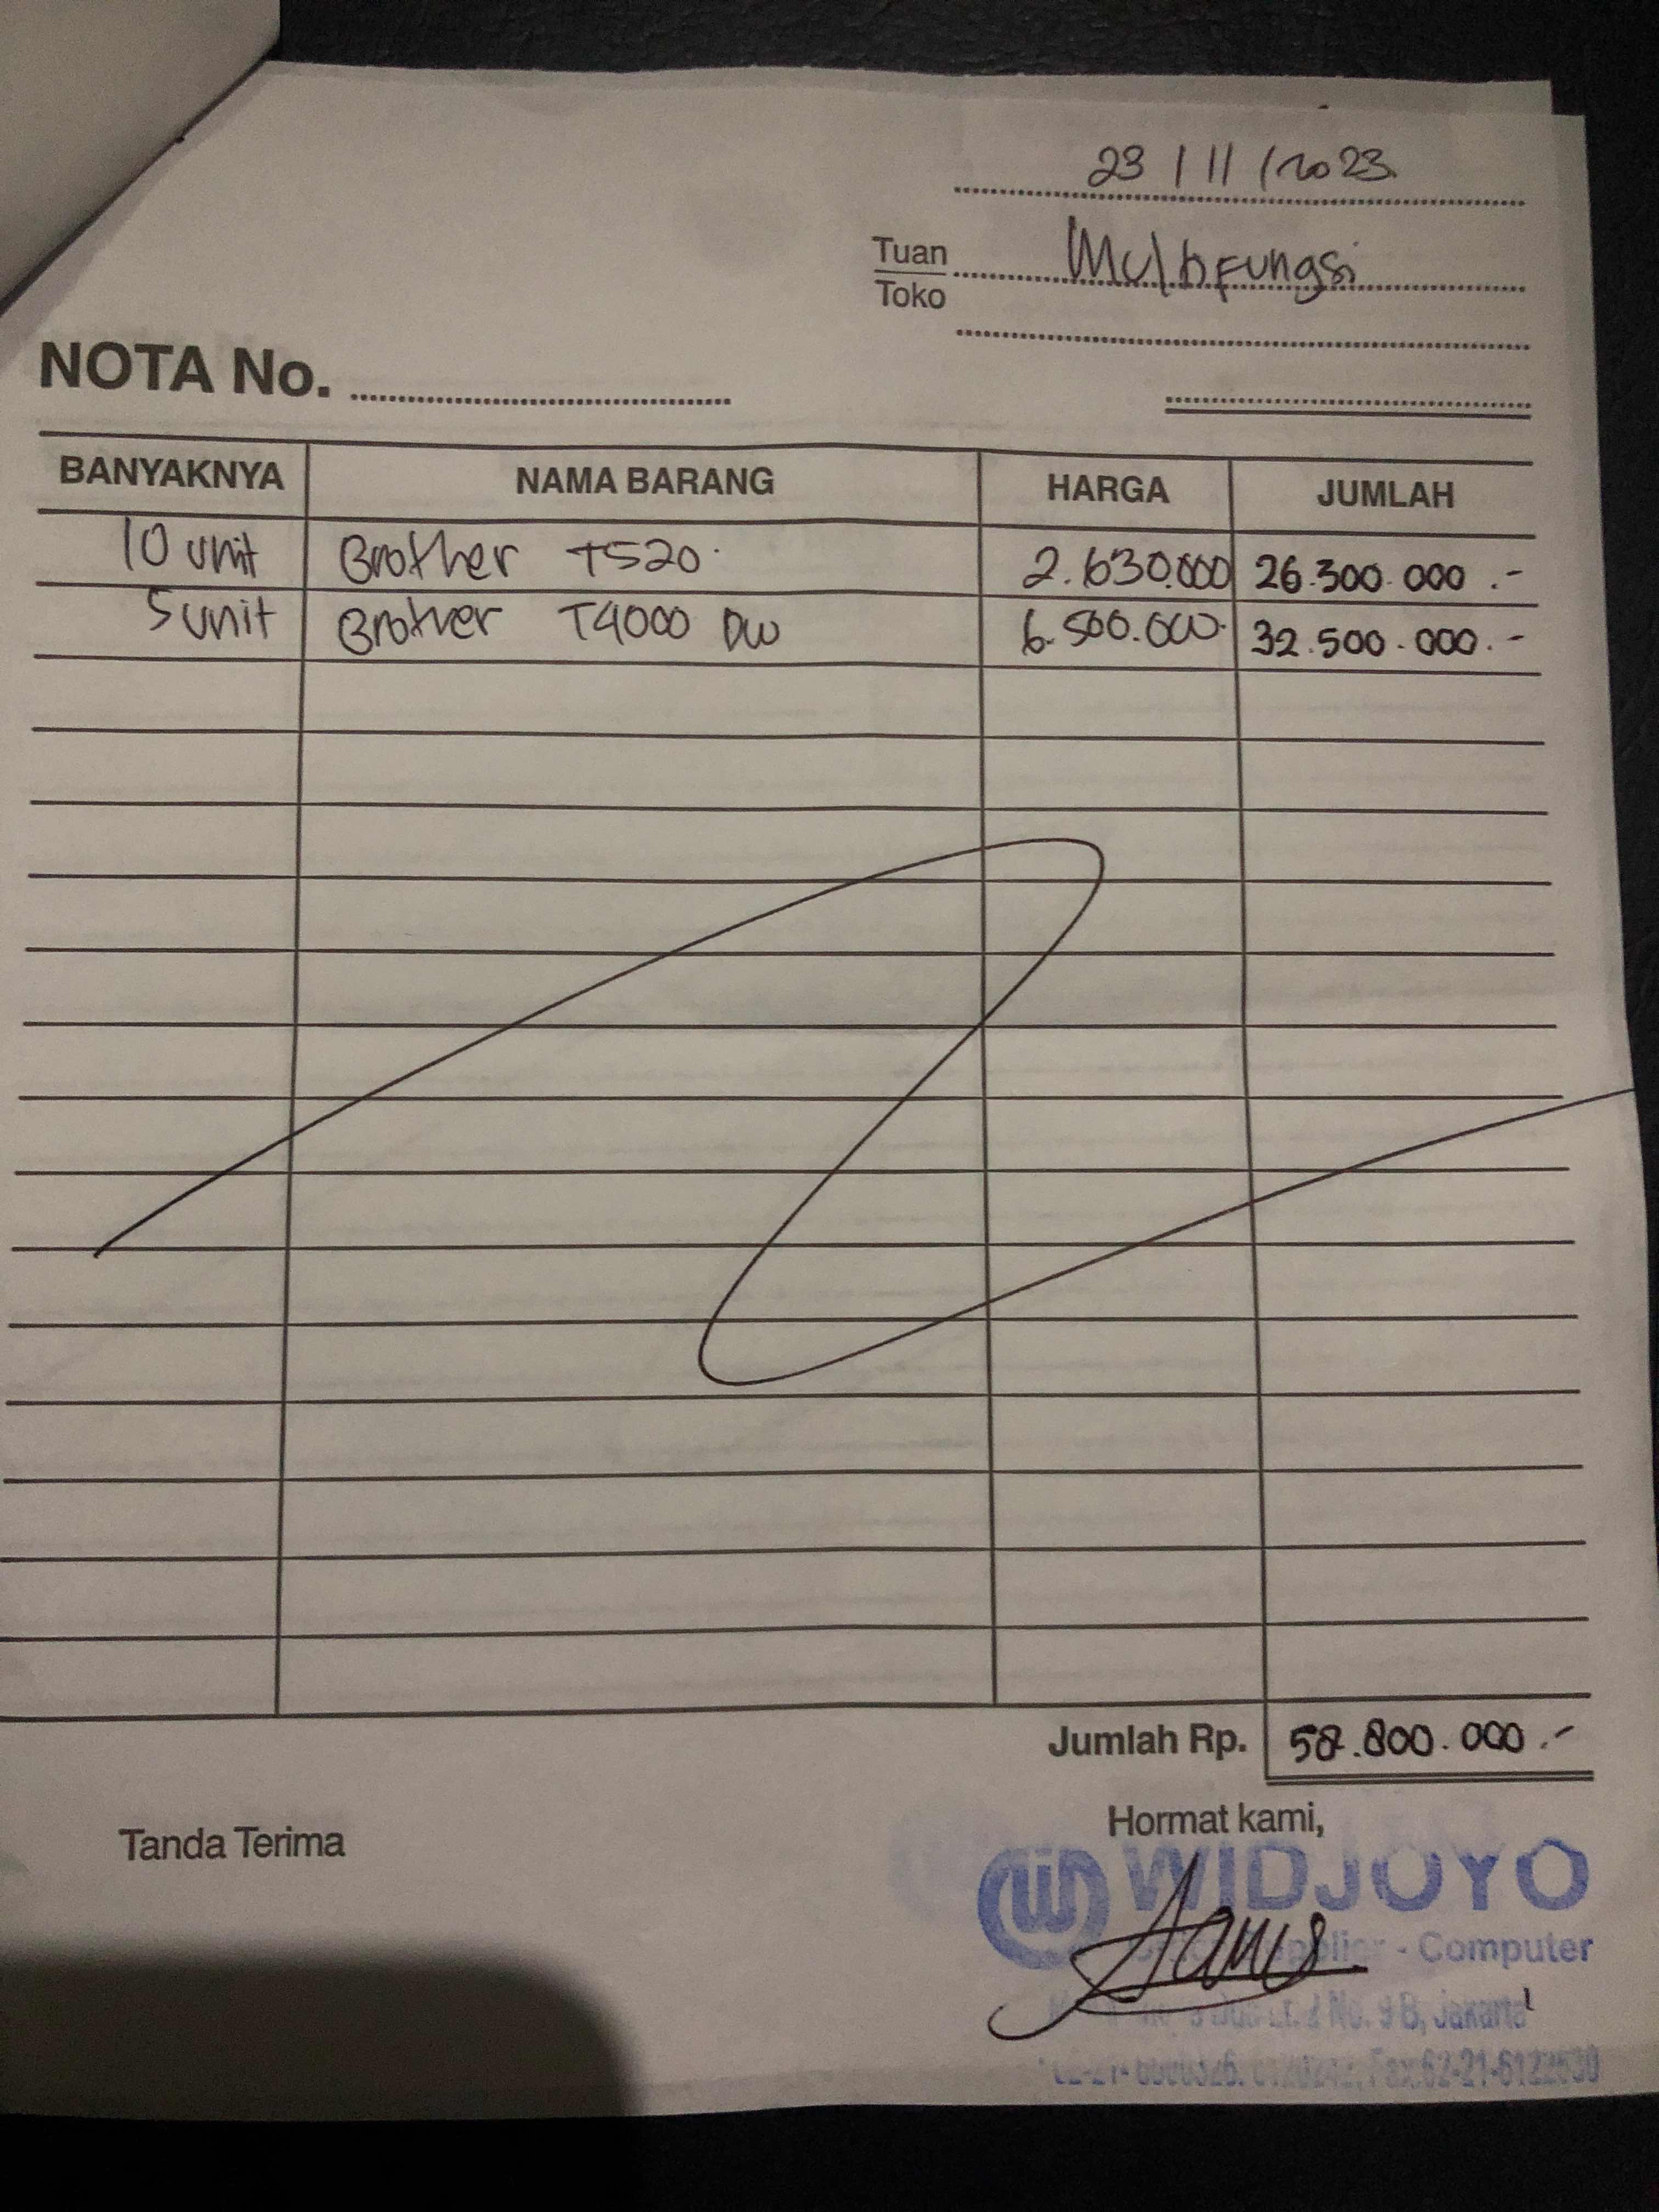 23/11/2023
Tuan Multifungsi
Toko
NOTA No.
BANYAKNYA NAMA BARANG HARGA JUMLAH
10 unit Brother T520 2.630.000 26.300.000.-
5 unit Brother T4000 DW 6.500.000 32.500.000.-
Jumlah Rp. 58.800.000.-
Tanda Terima Hormat kami,
WIDJOYO
- Computer
No. 9 B, Jakarta